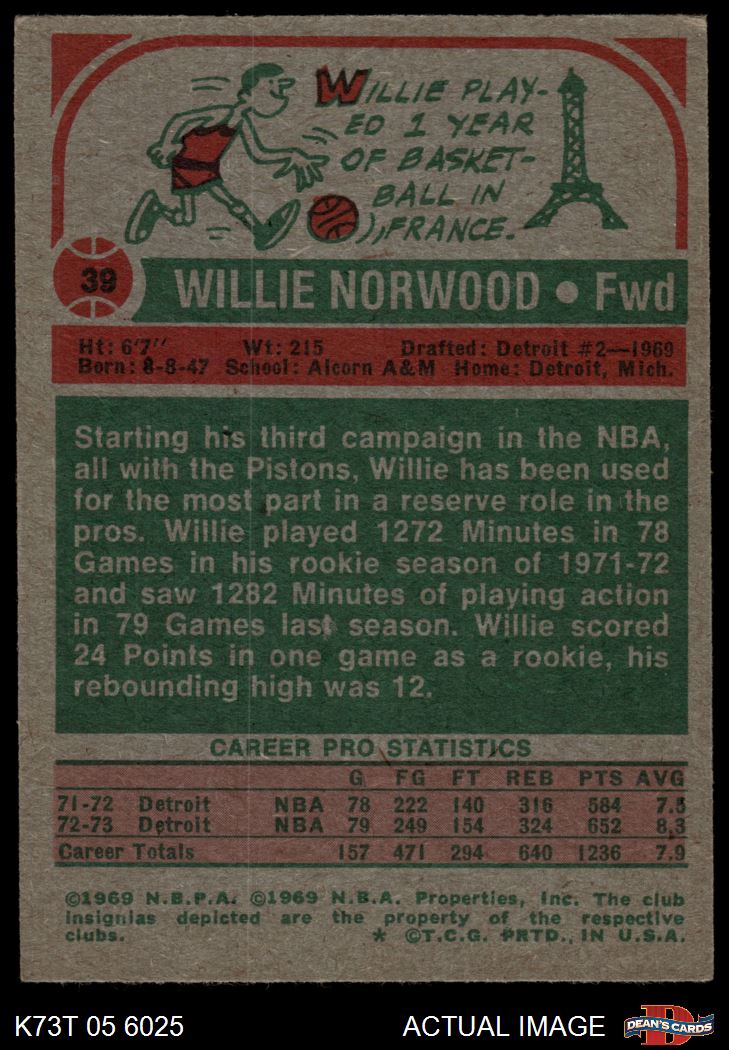 WILLIE PLAY-
ED 1 YEAR
OF BASKET-
BALL IN
FRANCE.
39
WILLIE NORWOOD • Fwd
Ht: 6'7" Wt: 215 Drafted: Detroit #2—1969
Born: 8-8-47 School: Alcorn A&M Home: Detroit, Mich.
Starting his third campaign in the NBA,
all with the Pistons, Willie has been used
for the most part in a reserve role in the
pros. Willie played 1272 Minutes in 78
Games in his rookie season of 1971-72
and saw 1282 Minutes of playing action
in 79 Games last season. Willie scored
24 Points in one game as a rookie, his
rebounding high was 12.
CAREER PRO STATISTICS
G FG FT REB PTS AVG
71-72 Detroit NBA 78 222 140 316 584 7.5
72-73 Detroit NBA 79 249 154 324 652 8.3
Career Totals 157 471 294 640 1236 7.9
©1969 N.B.P.A. ©1969 N.B.A. Properties, Inc. The club
insignias depicted are the property of the respective
clubs. * ©T.C.G. PRTD., IN U.S.A.
K73T 05 6025 ACTUAL IMAGE D DEAN'S CARDS